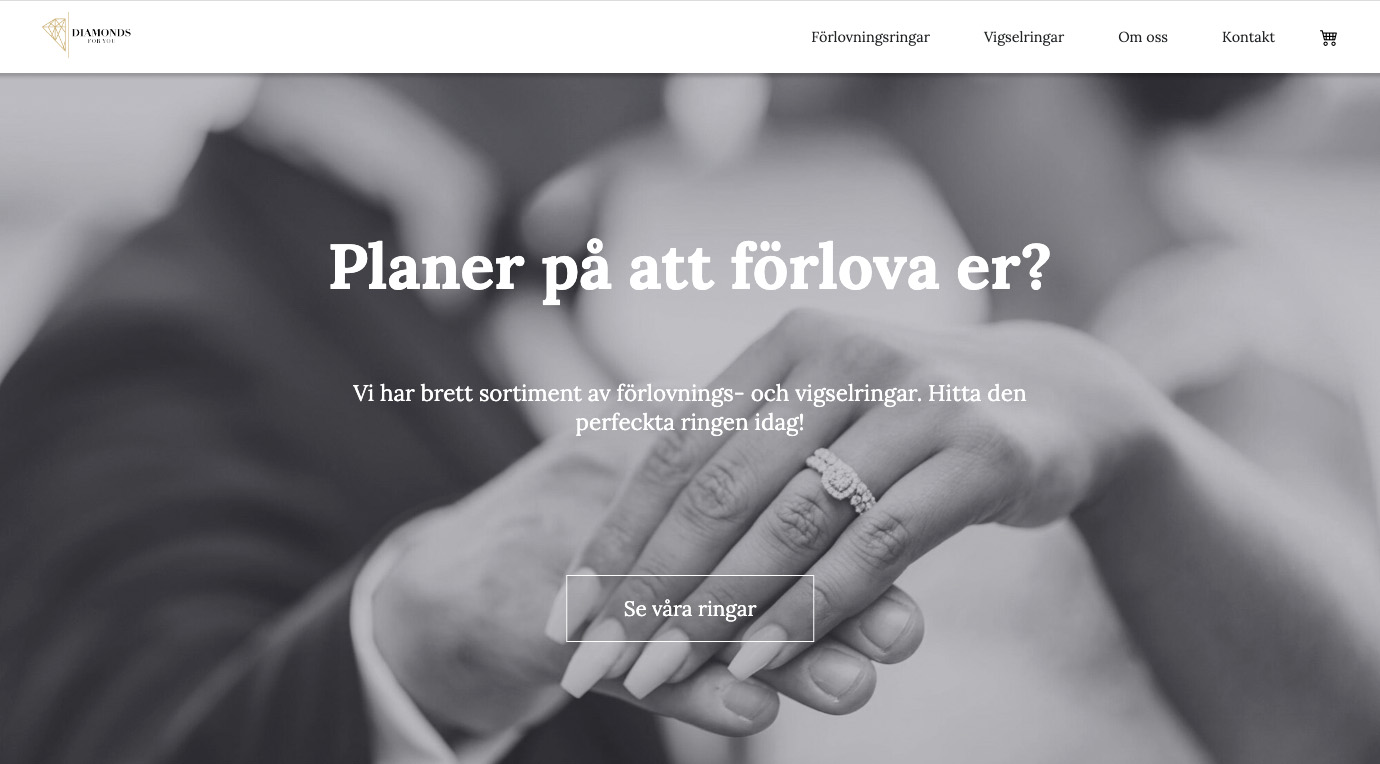 DIAMONDS
FOR YOU
Förlovningsringar Vigselringar Om oss Kontakt
Planer på att förlova er?
Vi har brett sortiment av förlovnings- och vigselringar. Hitta den
perfeckta ringen idag!
Se våra ringar